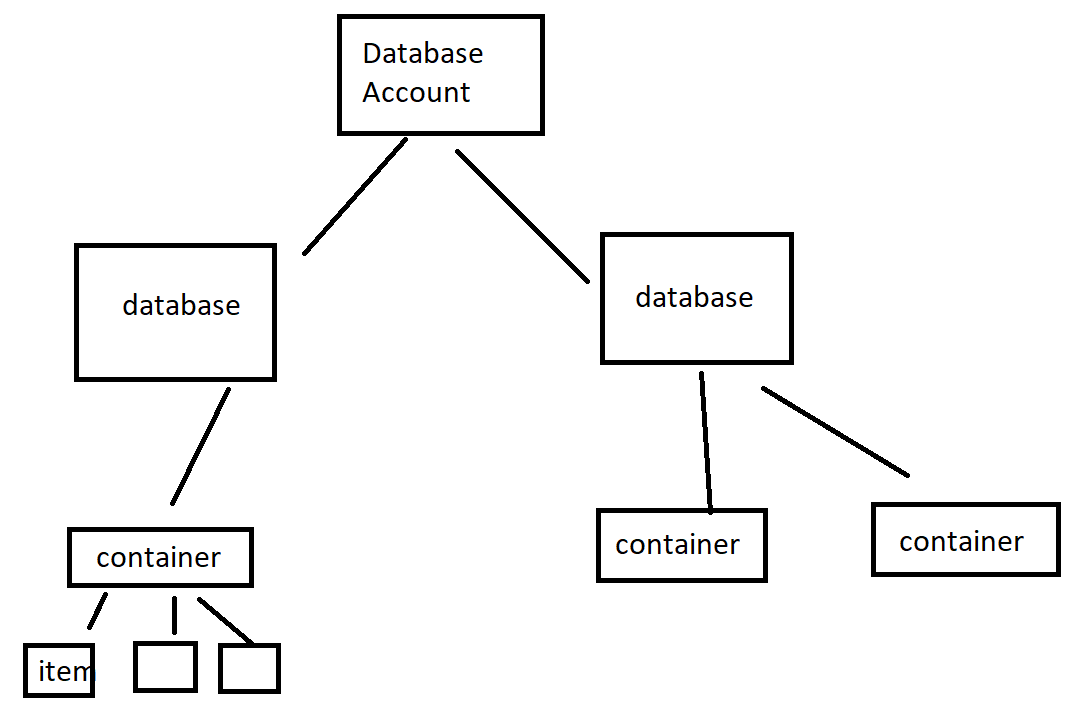 Database
Account
database
database
container
container
container
item